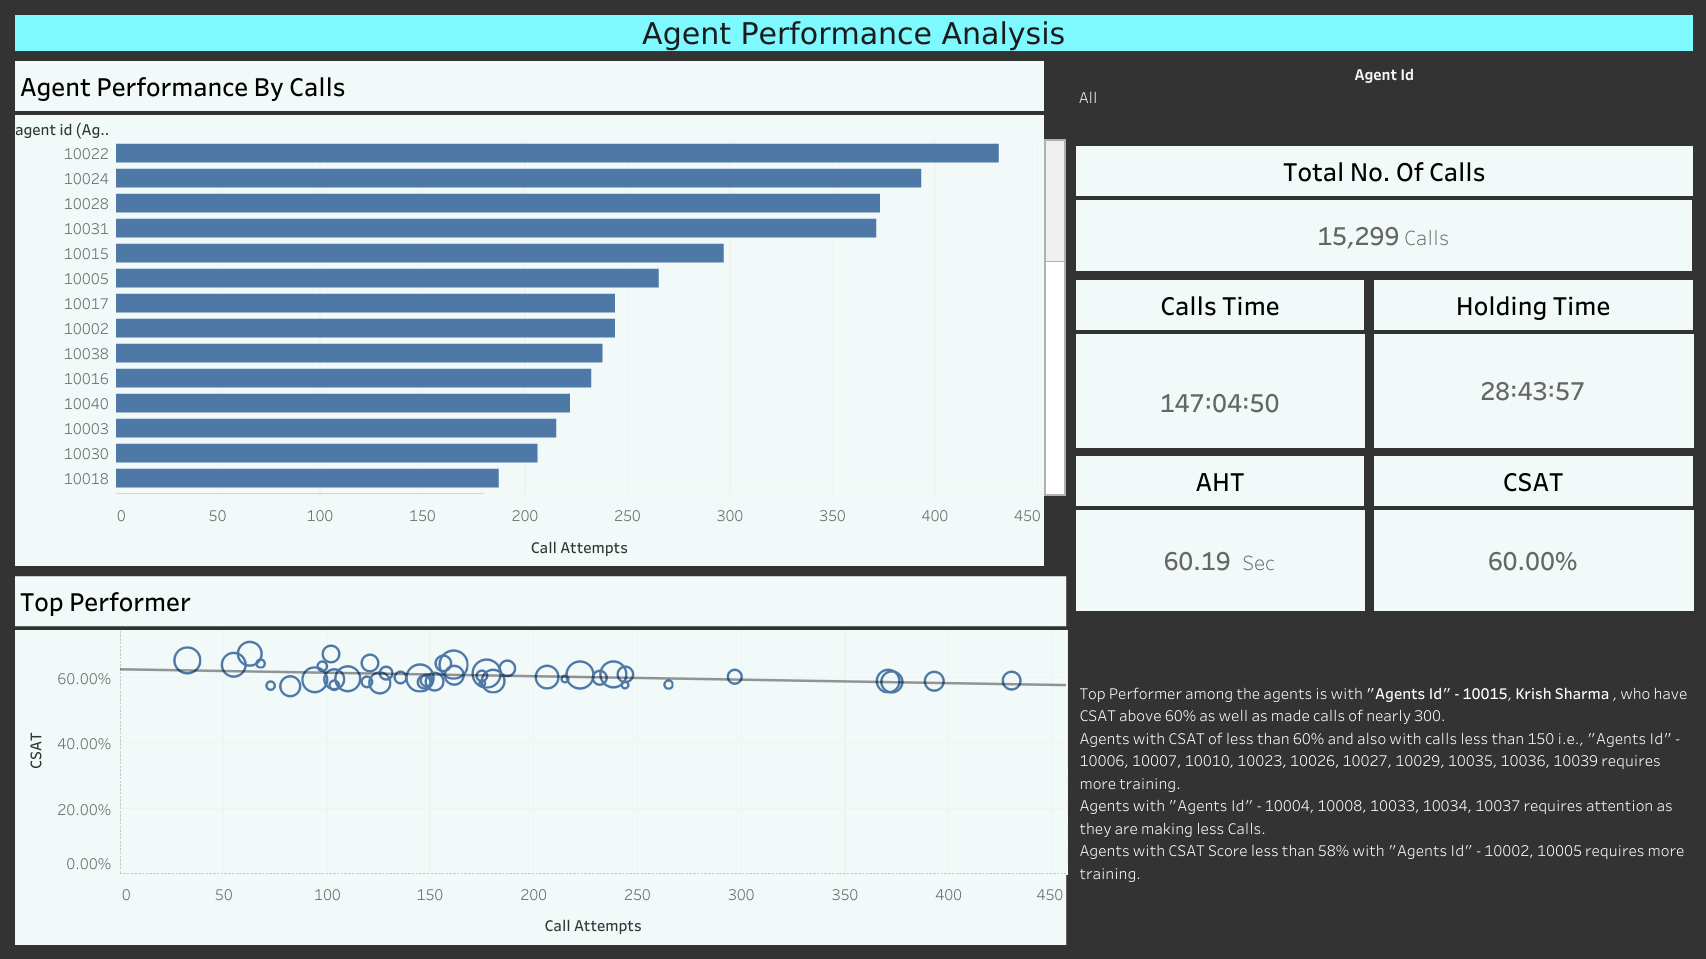 Agent Performance Analysis
Agent Performance By Calls
agent id (Ag..
10022
10024
10028
10031
10015
10005
10017
10002
10038
10016
10040
10003
10030
10018
0 50 100 150 200 250 300 350 400 450
Call Attempts
Top Performer
CSAT
60.00%
40.00%
20.00%
0.00%
0 50 100 150 200 250 300 350 400 450
Call Attempts
Agent Id
All
Total No. Of Calls
15,299 Calls
Calls Time Holding Time
147:04:50 28:43:57
AHT CSAT
60.19 Sec 60.00%
Top Performer among the agents is with "Agents Id" - 10015, Krish Sharma , who have
CSAT above 60% as well as made calls of nearly 300.
Agents with CSAT of less than 60% and also with calls less than 150 i.e., "Agents Id" -
10006, 10007, 10010, 10023, 10026, 10027, 10029, 10035, 10036, 10039 requires
more training.
Agents with "Agents Id" - 10004, 10008, 10033, 10034, 10037 requires attention as
they are making less Calls.
Agents with CSAT Score less than 58% with "Agents Id" - 10002, 10005 requires more
training.